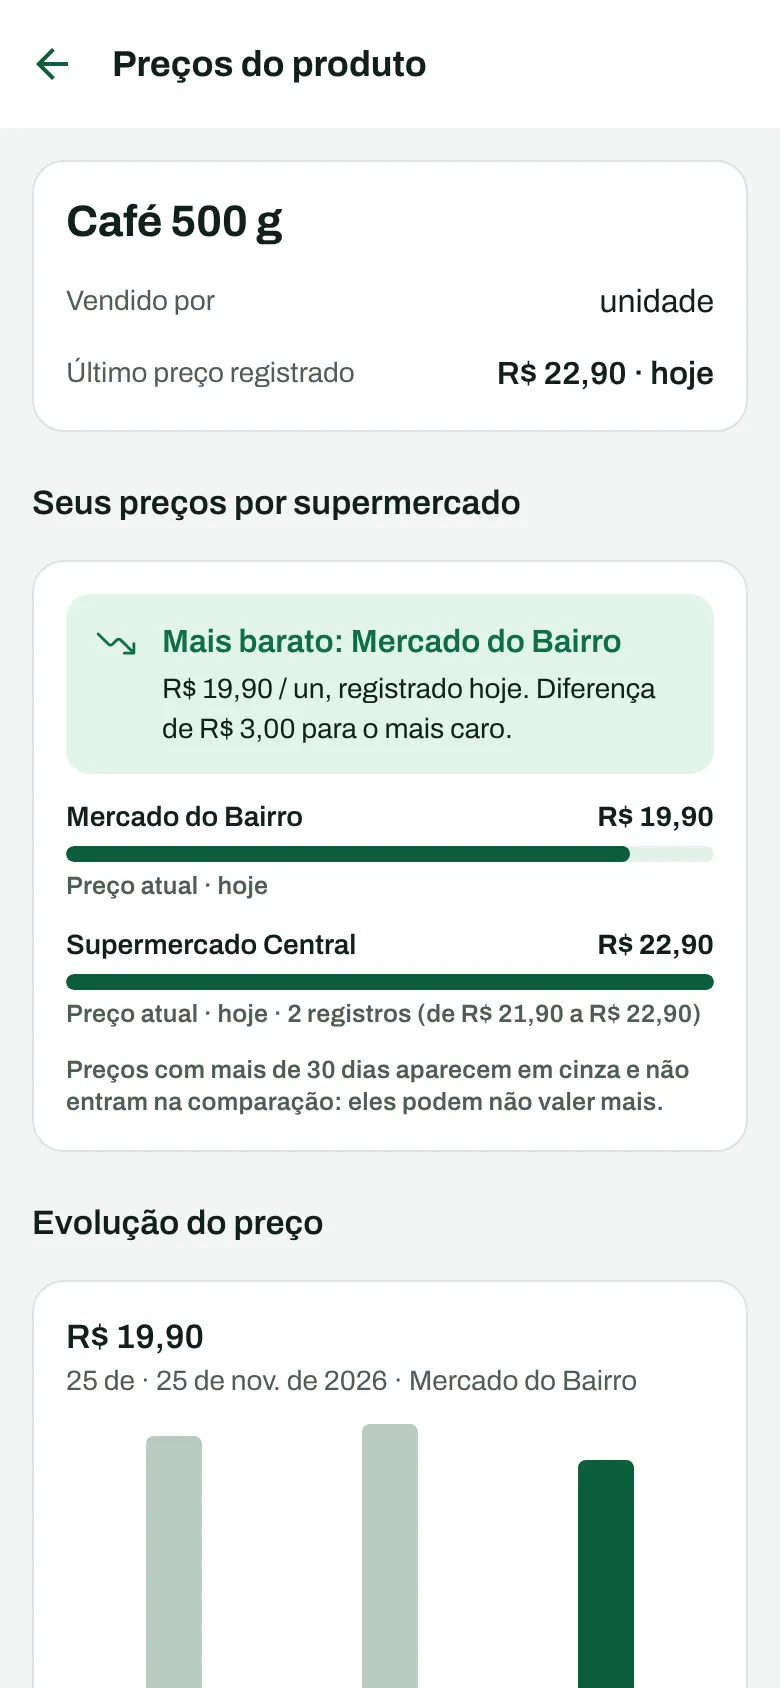 Preços do produto
Café 500 g
Vendido por unidade
Último preço registrado R$ 22,90 · hoje
Seus preços por supermercado
Mais barato: Mercado do Bairro
R$ 19,90 / un, registrado hoje. Diferença
de R$ 3,00 para o mais caro.
Mercado do Bairro R$ 19,90
Preço atual · hoje
Supermercado Central R$ 22,90
Preço atual · hoje · 2 registros (de R$ 21,90 a R$ 22,90)
Preços com mais de 30 dias aparecem em cinza e não
entram na comparação: eles podem não valer mais.
Evolução do preço
R$ 19,90
25 de · 25 de nov. de 2026 · Mercado do Bairro